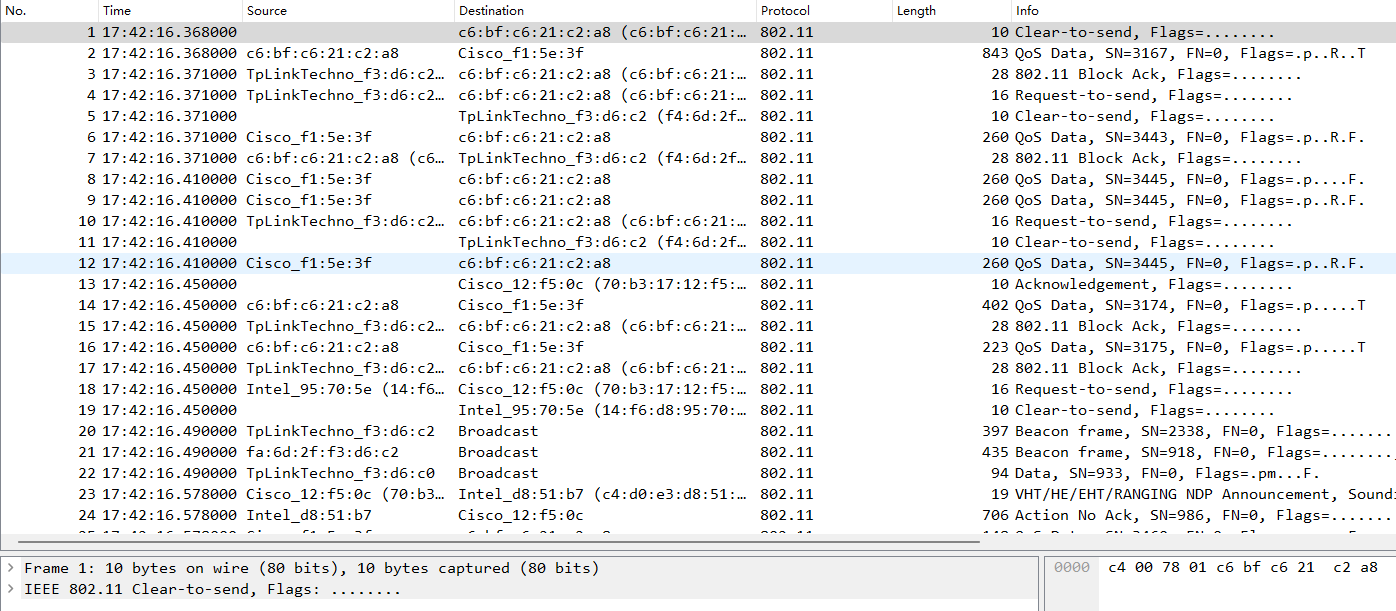 No. Time Source Destination Protocol Length Info
1 17:42:16.368000 c6:bf:c6:21:c2:a8 (c6:bf:c6:21:… 802.11 10 Clear-to-send, Flags=........
2 17:42:16.368000 c6:bf:c6:21:c2:a8 Cisco_f1:5e:3f 802.11 843 QoS Data, SN=3167, FN=0, Flags=.p..R..T
3 17:42:16.371000 TpLinkTechno_f3:d6:c2… c6:bf:c6:21:c2:a8 (c6:bf:c6:21:… 802.11 28 802.11 Block Ack, Flags=........
4 17:42:16.371000 TpLinkTechno_f3:d6:c2… c6:bf:c6:21:c2:a8 (c6:bf:c6:21:… 802.11 16 Request-to-send, Flags=........
5 17:42:16.371000 TpLinkTechno_f3:d6:c2 (f4:6d:2f… 802.11 10 Clear-to-send, Flags=........
6 17:42:16.371000 Cisco_f1:5e:3f c6:bf:c6:21:c2:a8 802.11 260 QoS Data, SN=3443, FN=0, Flags=.p..R.F.
7 17:42:16.371000 c6:bf:c6:21:c2:a8 (c6… TpLinkTechno_f3:d6:c2 (f4:6d:2f… 802.11 28 802.11 Block Ack, Flags=........
8 17:42:16.410000 Cisco_f1:5e:3f c6:bf:c6:21:c2:a8 802.11 260 QoS Data, SN=3445, FN=0, Flags=.p....F.
9 17:42:16.410000 Cisco_f1:5e:3f c6:bf:c6:21:c2:a8 802.11 260 QoS Data, SN=3445, FN=0, Flags=.p..R.F.
10 17:42:16.410000 TpLinkTechno_f3:d6:c2… c6:bf:c6:21:c2:a8 (c6:bf:c6:21:… 802.11 16 Request-to-send, Flags=........
11 17:42:16.410000 TpLinkTechno_f3:d6:c2 (f4:6d:2f… 802.11 10 Clear-to-send, Flags=........
12 17:42:16.410000 Cisco_f1:5e:3f c6:bf:c6:21:c2:a8 802.11 260 QoS Data, SN=3445, FN=0, Flags=.p..R.F.
13 17:42:16.450000 Cisco_12:f5:0c (70:b3:17:12:f5:… 802.11 10 Acknowledgement, Flags=........
14 17:42:16.450000 c6:bf:c6:21:c2:a8 Cisco_f1:5e:3f 802.11 402 QoS Data, SN=3174, FN=0, Flags=.p.....T
15 17:42:16.450000 TpLinkTechno_f3:d6:c2… c6:bf:c6:21:c2:a8 (c6:bf:c6:21:… 802.11 28 802.11 Block Ack, Flags=........
16 17:42:16.450000 c6:bf:c6:21:c2:a8 Cisco_f1:5e:3f 802.11 223 QoS Data, SN=3175, FN=0, Flags=.p.....T
17 17:42:16.450000 TpLinkTechno_f3:d6:c2… c6:bf:c6:21:c2:a8 (c6:bf:c6:21:… 802.11 28 802.11 Block Ack, Flags=........
18 17:42:16.450000 Intel_95:70:5e (14:f6… Cisco_12:f5:0c (70:b3:17:12:f5:… 802.11 16 Request-to-send, Flags=........
19 17:42:16.450000 Intel_95:70:5e (14:f6:d8:95:70:… 802.11 10 Clear-to-send, Flags=........
20 17:42:16.490000 TpLinkTechno_f3:d6:c2 Broadcast 802.11 397 Beacon frame, SN=2338, FN=0, Flags=.......
21 17:42:16.490000 fa:6d:2f:f3:d6:c2 Broadcast 802.11 435 Beacon frame, SN=918, FN=0, Flags=........,
22 17:42:16.490000 TpLinkTechno_f3:d6:c0 Broadcast 802.11 94 Data, SN=933, FN=0, Flags=.pm...F.
23 17:42:16.578000 Cisco_12:f5:0c (70:b3… Intel_d8:51:b7 (c4:d0:e3:d8:51:… 802.11 19 VHT/HE/EHT/RANGING NDP Announcement, Soundi
24 17:42:16.578000 Intel_d8:51:b7 Cisco_12:f5:0c 802.11 706 Action No Ack, SN=986, FN=0, Flags=.......
Frame 1: 10 bytes on wire (80 bits), 10 bytes captured (80 bits)
IEEE 802.11 Clear-to-send, Flags: ........
0000 c4 00 78 01 c6 bf c6 21 c2 a8